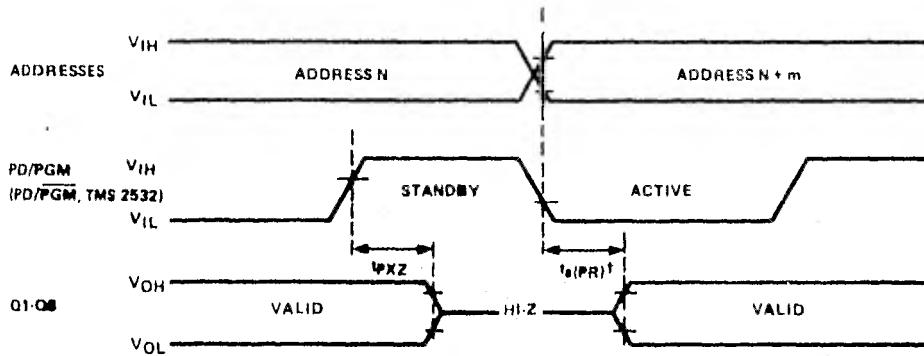 VIH
ADDRESSES
ADDRESS N
ADDRESS N + m
VIL
PD/PGM
(PD/PGM, TMS 2532)
VIH
STANDBY
ACTIVE
VIL
tPXZ
ta(PR)†
VOH
Q1-Q8
VALID
HI-Z
VALID
VOL